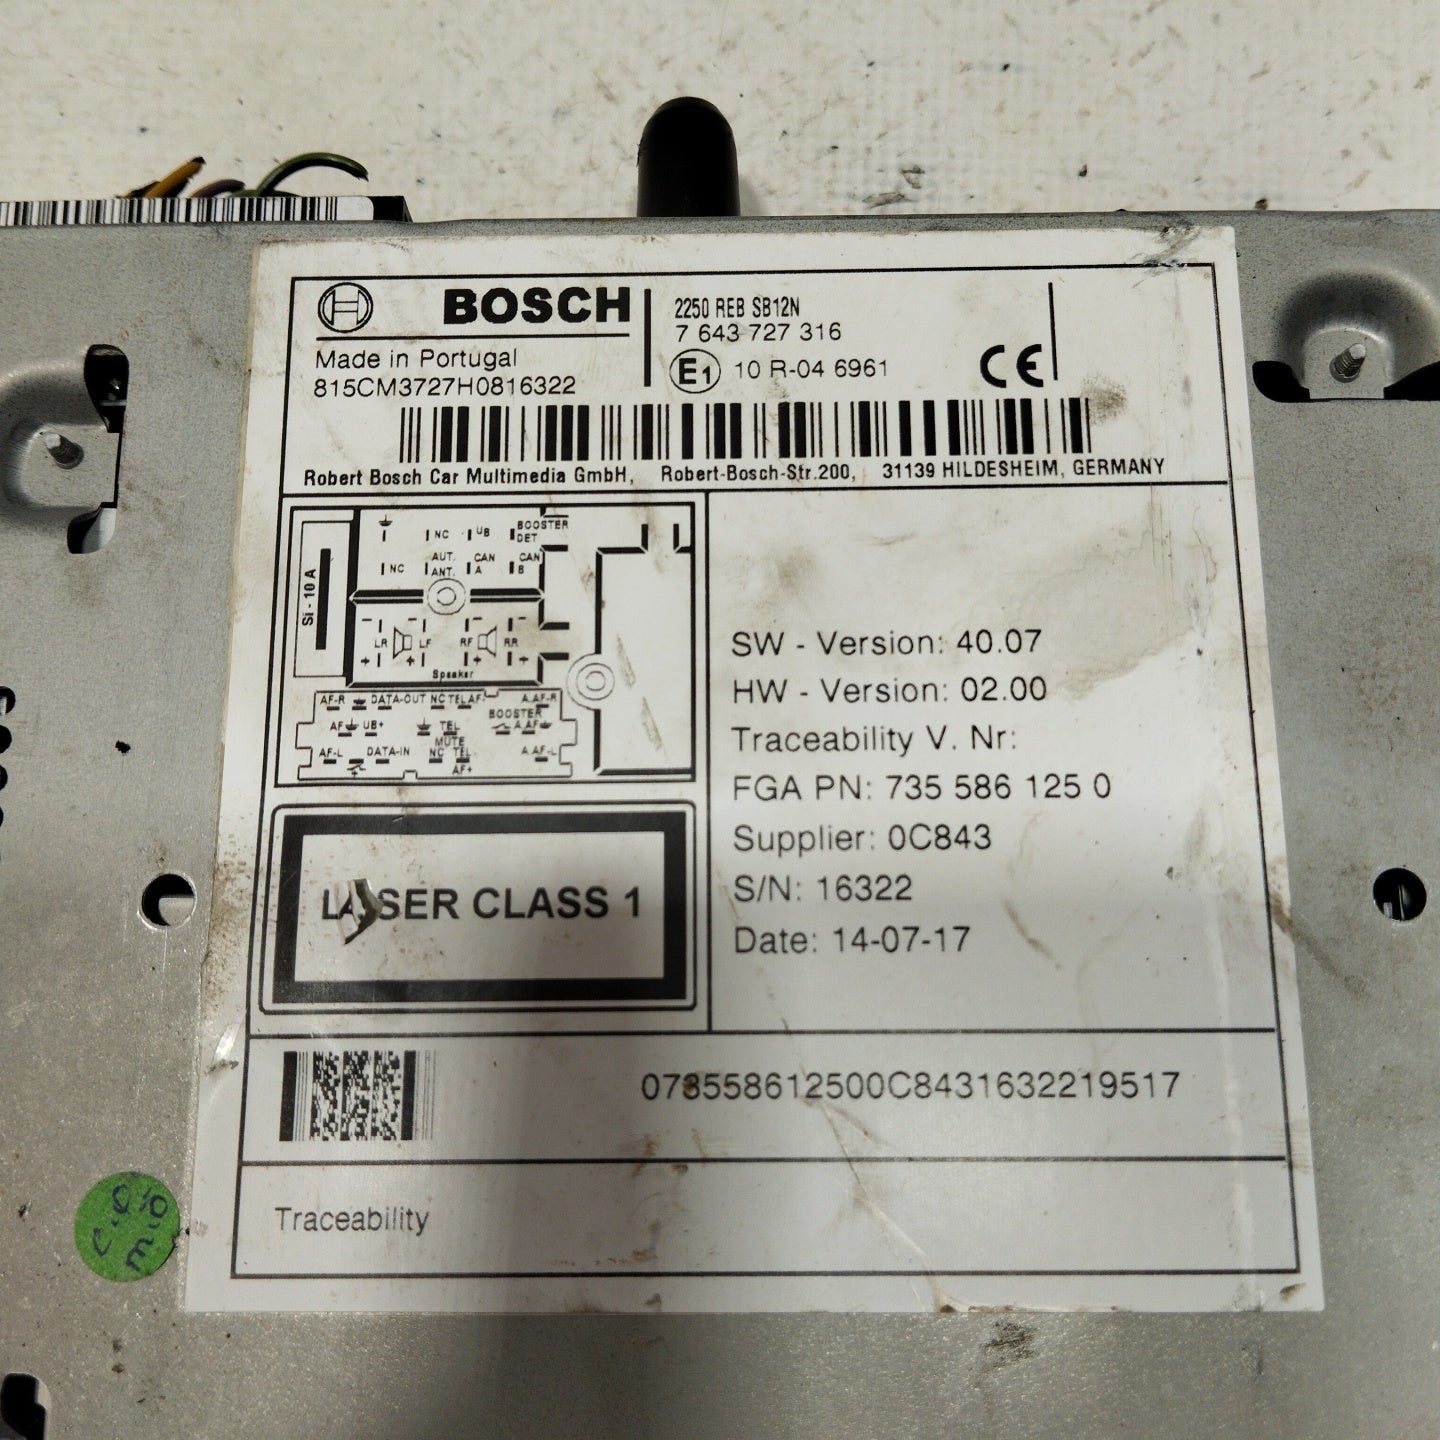 BOSCH
Made in Portugal
815CM3727H0816322
2250 REB SB12N
7 643 727 316
E1 10 R-04 6961
CE
Robert Bosch Car Multimedia GmbH, Robert-Bosch-Str.200, 31139 HILDESHEIM, GERMANY
Si - 10 A
NC UB BOOSTER DET
NC AUT. ANT. CAN A CAN B
- - - -
LR LF RF RR
+ + + +
Speaker
AF-R DATA-OUT NC TEL AF- A.AF-R
AF UB+ TEL MUTE BOOSTER A.AF
AF-L DATA-IN NC TEL AF+ A.AF-L
LASER CLASS 1
SW - Version: 40.07
HW - Version: 02.00
Traceability V. Nr:
FGA PN: 735 586 125 0
Supplier: 0C843
S/N: 16322
Date: 14-07-17
073558612500C8431632219517
Traceability